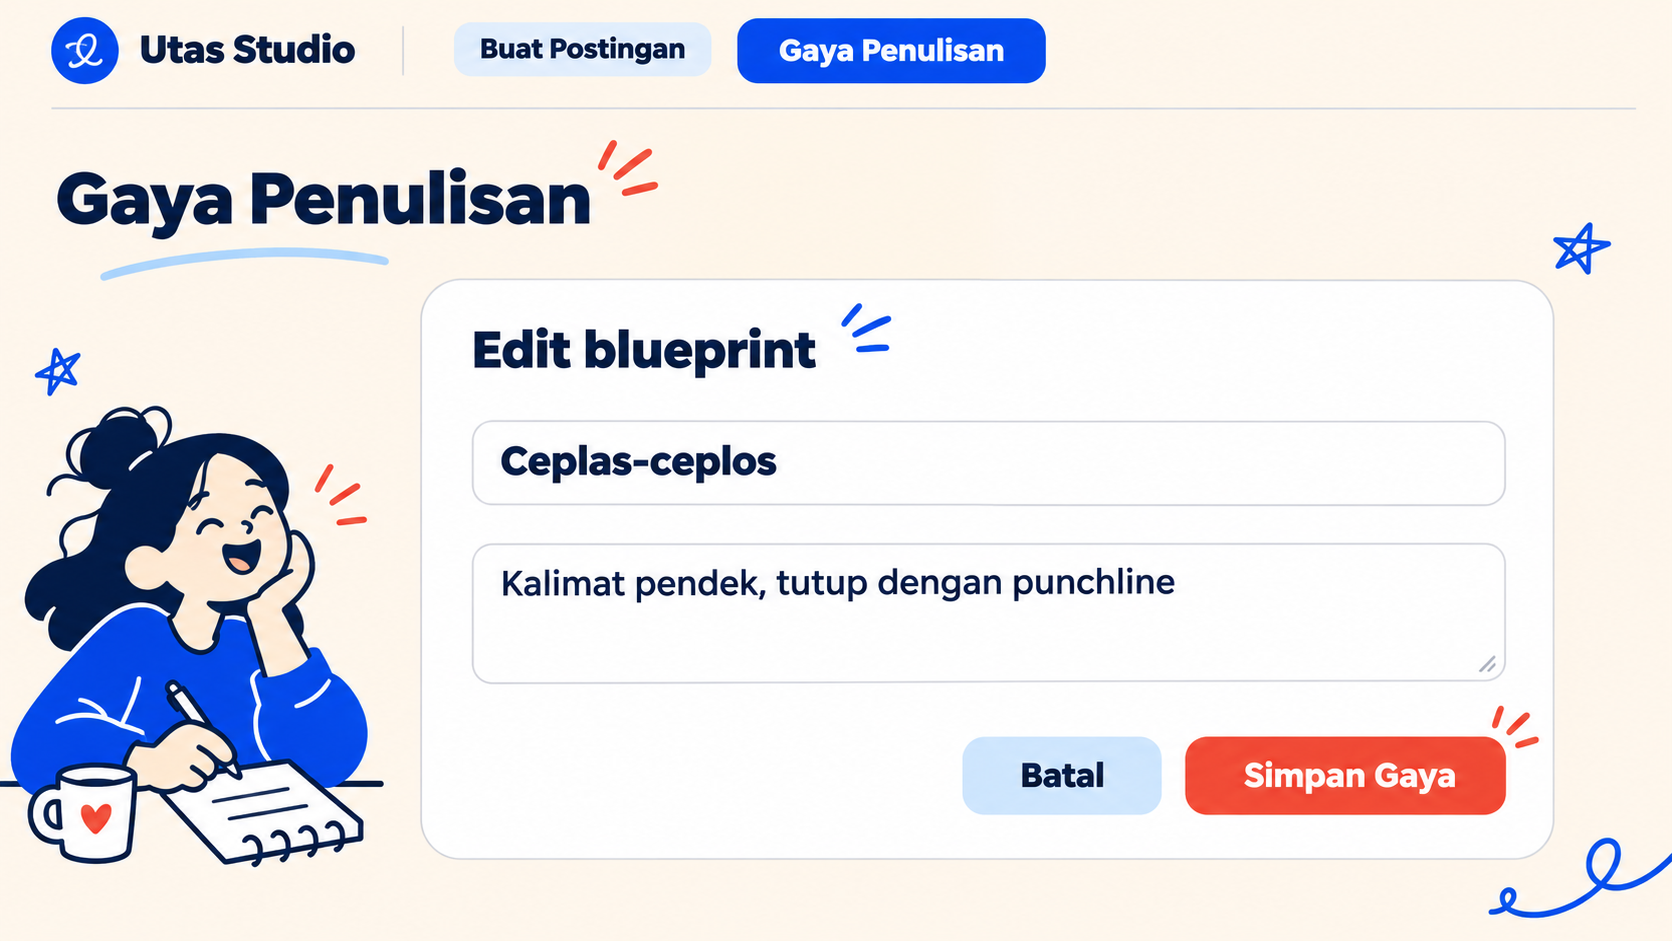 Utas Studio
Buat Postingan
Gaya Penulisan
Gaya Penulisan
Edit blueprint
Ceplas-ceplos
Kalimat pendek, tutup dengan punchline
Batal
Simpan Gaya